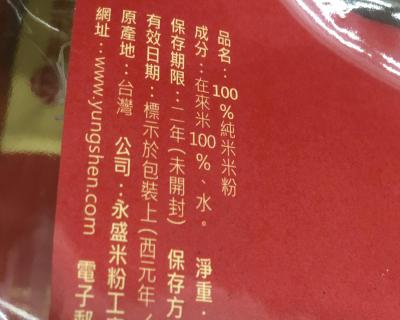 品名：100%純米米粉
成分：在來米100%、水。 淨重：
保存期限：二年(未開封) 保存方
有效日期：標示於包裝上(西元年
原產地：台灣 公司：永盛米粉工
網址：www.yungshen.com 電子郵